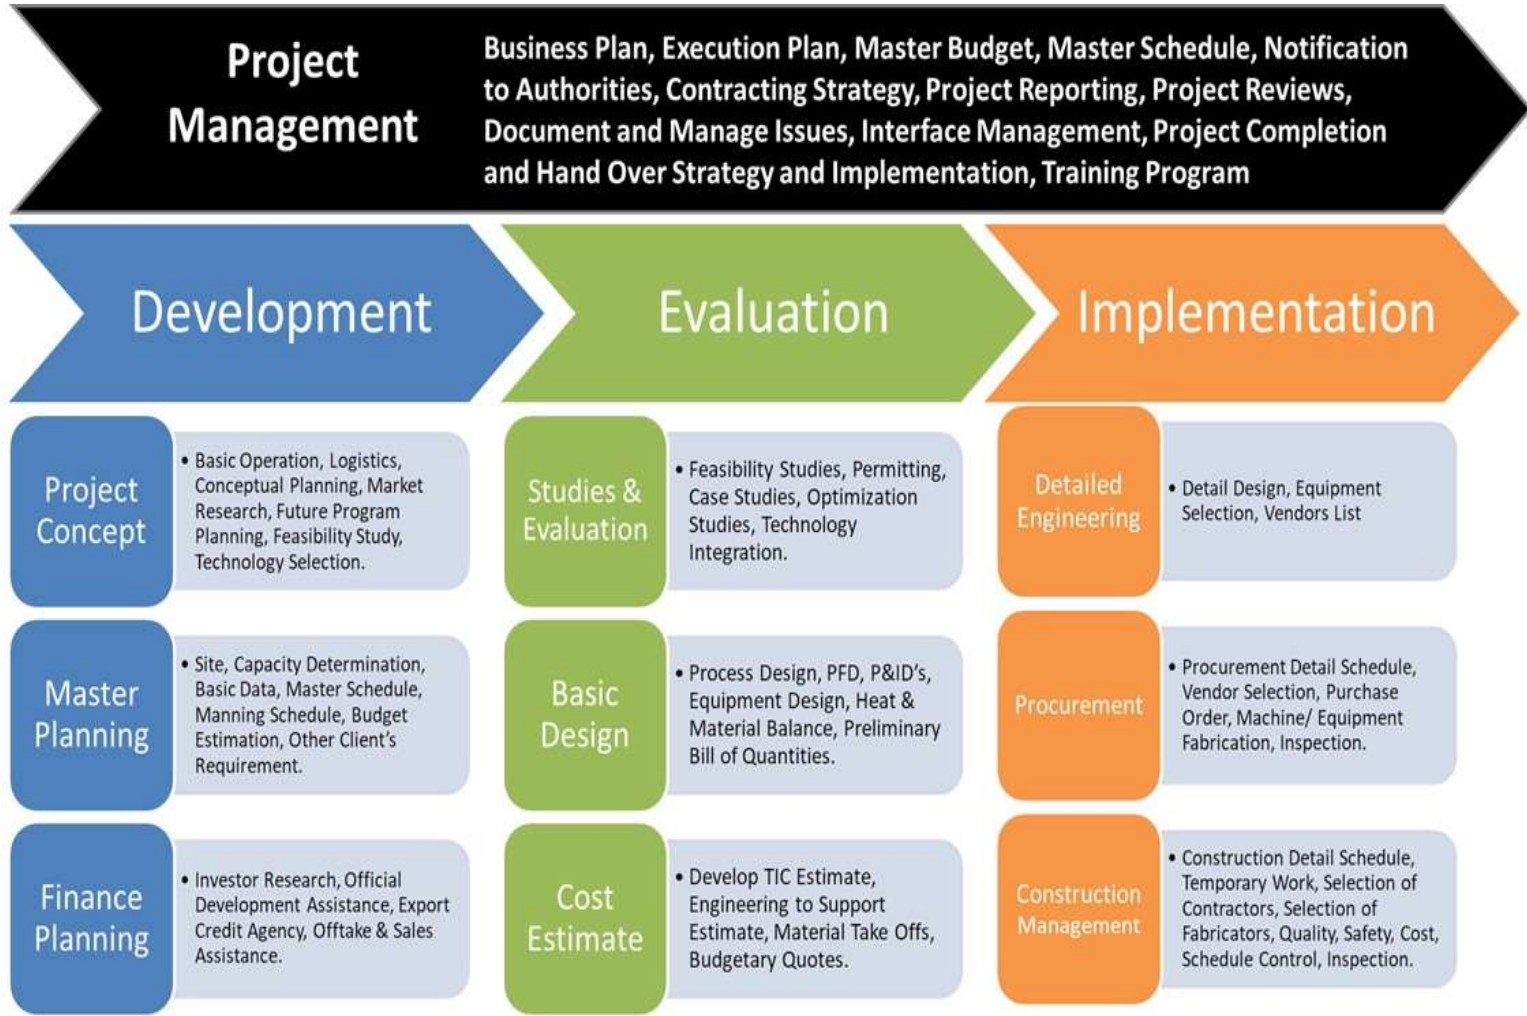 Project
Management
Business Plan, Execution Plan, Master Budget, Master Schedule, Notification
to Authorities, Contracting Strategy, Project Reporting, Project Reviews,
Document and Manage Issues, Interface Management, Project Completion
and Hand Over Strategy and Implementation, Training Program
Development
Evaluation
Implementation
Project
Concept
• Basic Operation, Logistics,
Conceptual Planning, Market
Research, Future Program
Planning, Feasibility Study,
Technology Selection.
Studies &
Evaluation
• Feasibility Studies, Permitting,
Case Studies, Optimization
Studies, Technology
Integration.
Detailed
Engineering
• Detail Design, Equipment
Selection, Vendors List
Master
Planning
• Site, Capacity Determination,
Basic Data, Master Schedule,
Manning Schedule, Budget
Estimation, Other Client's
Requirement.
Basic
Design
• Process Design, PFD, P&ID's,
Equipment Design, Heat &
Material Balance, Preliminary
Bill of Quantities.
Procurement
• Procurement Detail Schedule,
Vendor Selection, Purchase
Order, Machine/ Equipment
Fabrication, Inspection.
Finance
Planning
• Investor Research, Official
Development Assistance, Export
Credit Agency, Offtake & Sales
Assistance.
Cost
Estimate
• Develop TIC Estimate,
Engineering to Support
Estimate, Material Take Offs,
Budgetary Quotes.
Construction
Management
• Construction Detail Schedule,
Temporary Work, Selection of
Contractors, Selection of
Fabricators, Quality, Safety, Cost,
Schedule Control, Inspection.